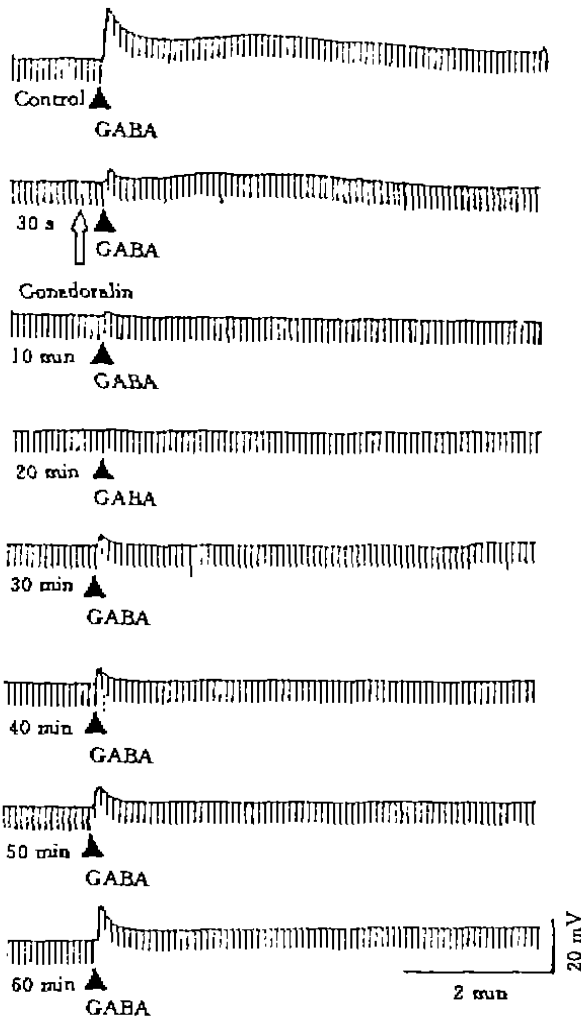 Control
GABA
30 s
GABA
Gonadoralin
10 min
GABA
20 min
GABA
30 min
GABA
40 min
GABA
50 min
GABA
60 min
GABA
2 min
20 mV